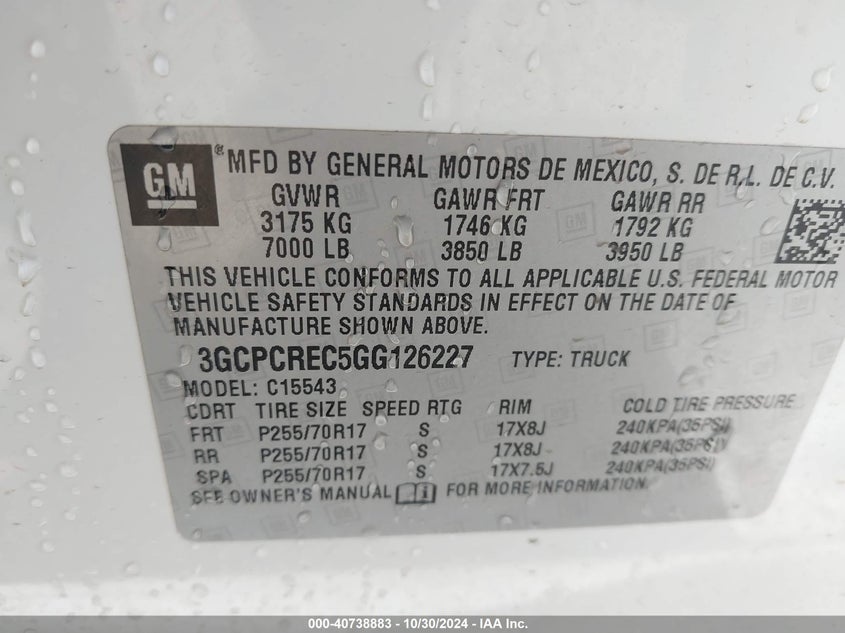 GM ® MFD BY GENERAL MOTORS DE MEXICO, S. DE R.L. DE C.V.
GVWR GAWR FRT GAWR RR
3175 KG 1746 KG 1792 KG
7000 LB 3850 LB 3950 LB
THIS VEHICLE CONFORMS TO ALL APPLICABLE U.S. FEDERAL MOTOR
VEHICLE SAFETY STANDARDS IN EFFECT ON THE DATE OF
MANUFACTURE SHOWN ABOVE.
3GCPCREC5GG126227 TYPE: TRUCK
MODEL: C15543
CDRT TIRE SIZE SPEED RTG RIM COLD TIRE PRESSURE
FRT P255/70R17 S 17X8J 240KPA(35PSI)
RR P255/70R17 S 17X8J 240KPA(35PSI)
SPA P255/70R17 S 17X7.5J 240KPA(35PSI)
SEE OWNER'S MANUAL FOR MORE INFORMATION.
000-40738883 / 10/30/2024 - IAA Inc.